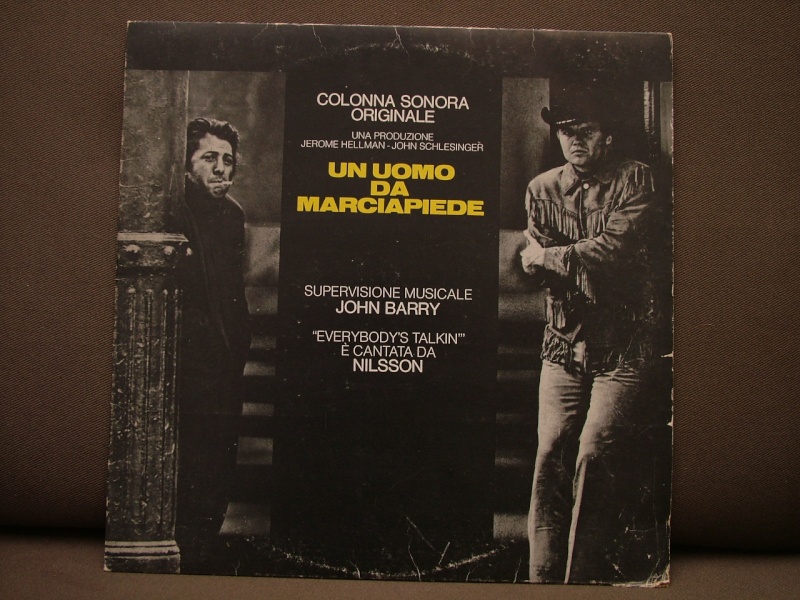 COLONNA SONORA
ORIGINALE
UNA PRODUZIONE
JEROME HELLMAN - JOHN SCHLESINGER
UN UOMO
DA
MARCIAPIEDE
SUPERVISIONE MUSICALE
JOHN BARRY
"EVERYBODY'S TALKIN'"
È CANTATA DA
NILSSON